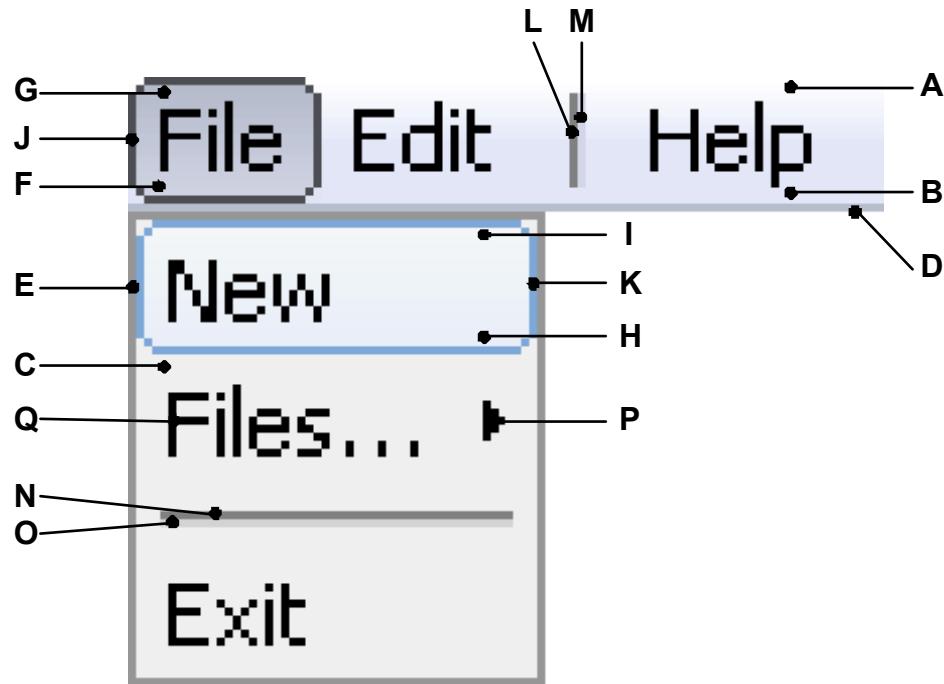 L M
G A
File Edit Help
J
F B
I
D
New
E K
H
C
Files...
Q P
N
O
Exit